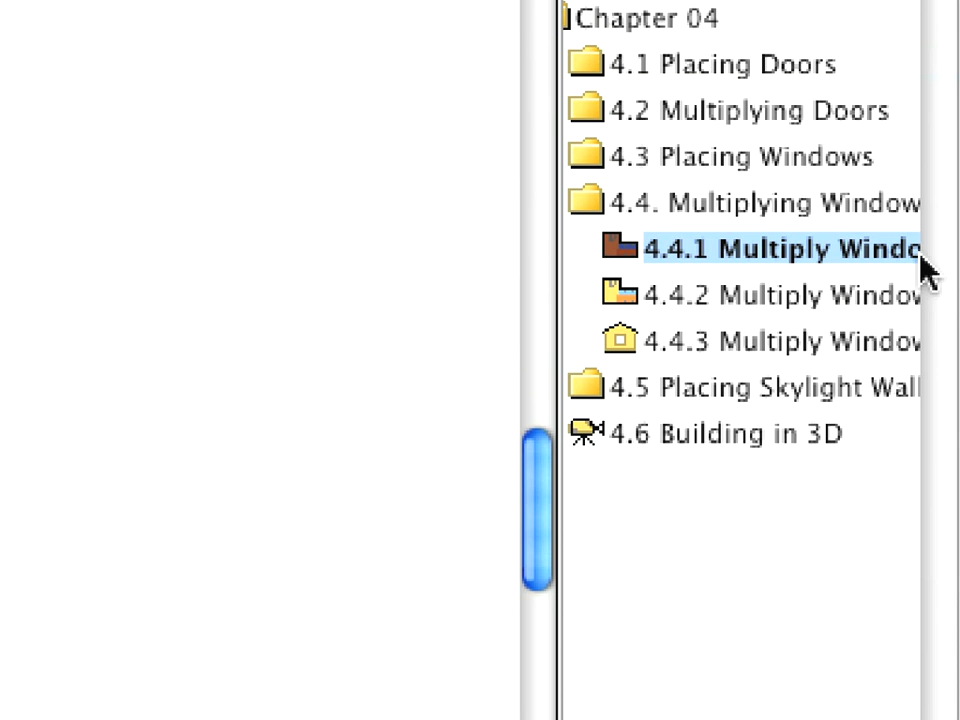 Chapter 04
4.1 Placing Doors
4.2 Multiplying Doors
4.3 Placing Windows
4.4. Multiplying Window
4.4.1 Multiply Windo
4.4.2 Multiply Window
4.4.3 Multiply Window
4.5 Placing Skylight Wall
4.6 Building in 3D